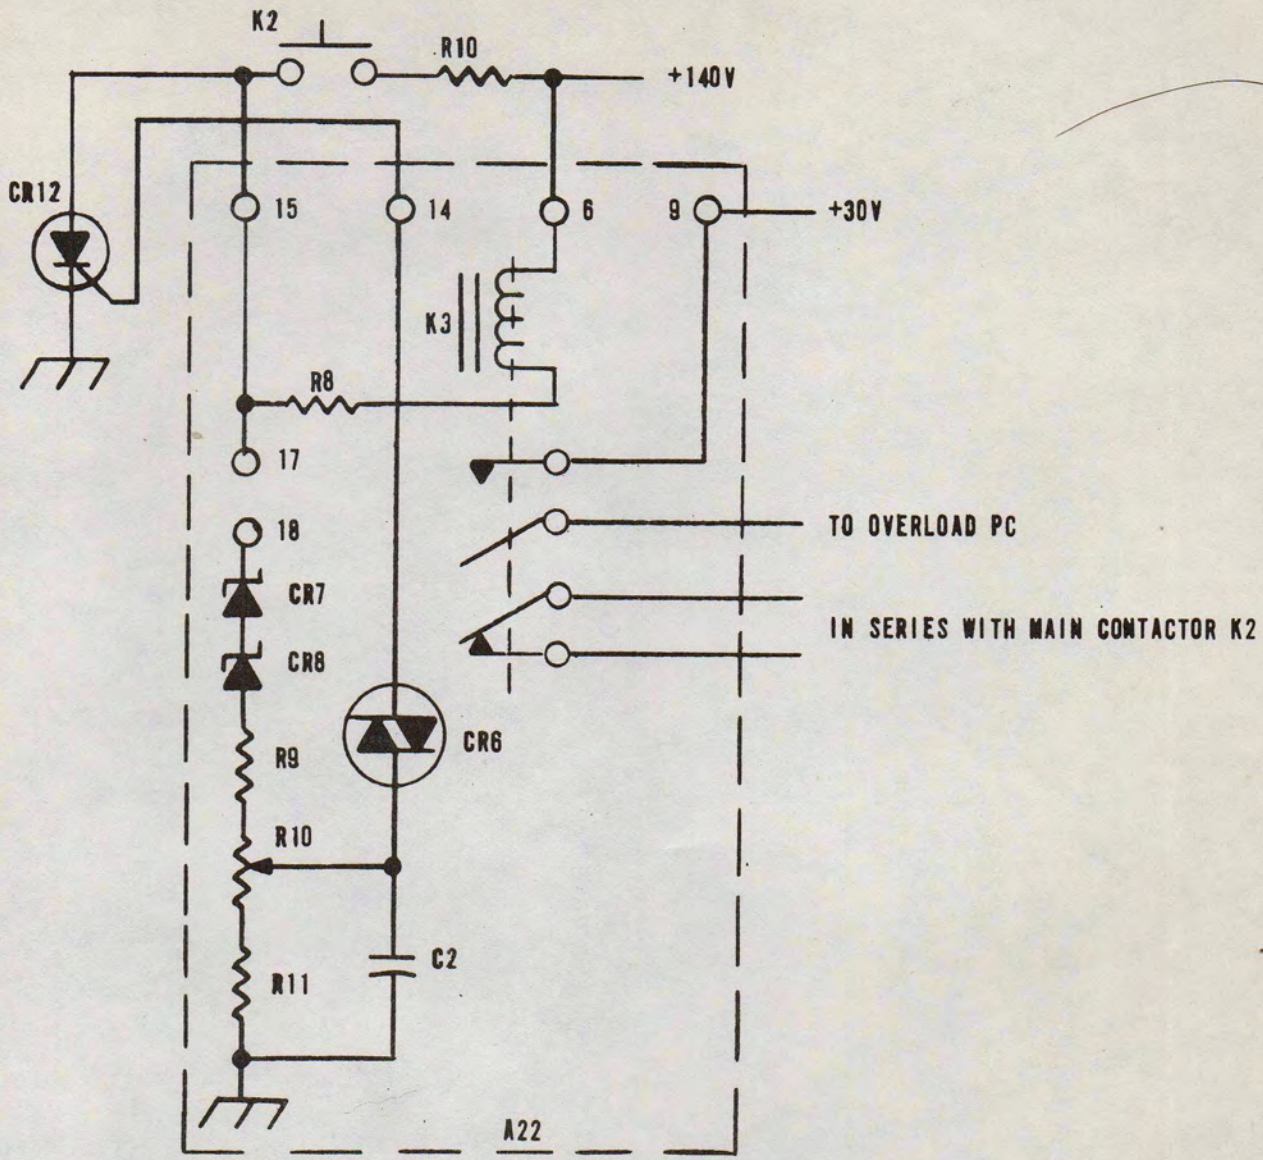 K2
R10
+140V
CR12
15
14
6
9
+30V
K3
R8
17
18
TO OVERLOAD PC
CR7
IN SERIES WITH MAIN CONTACTOR K2
CR8
CR6
R9
R10
C2
R11
A22